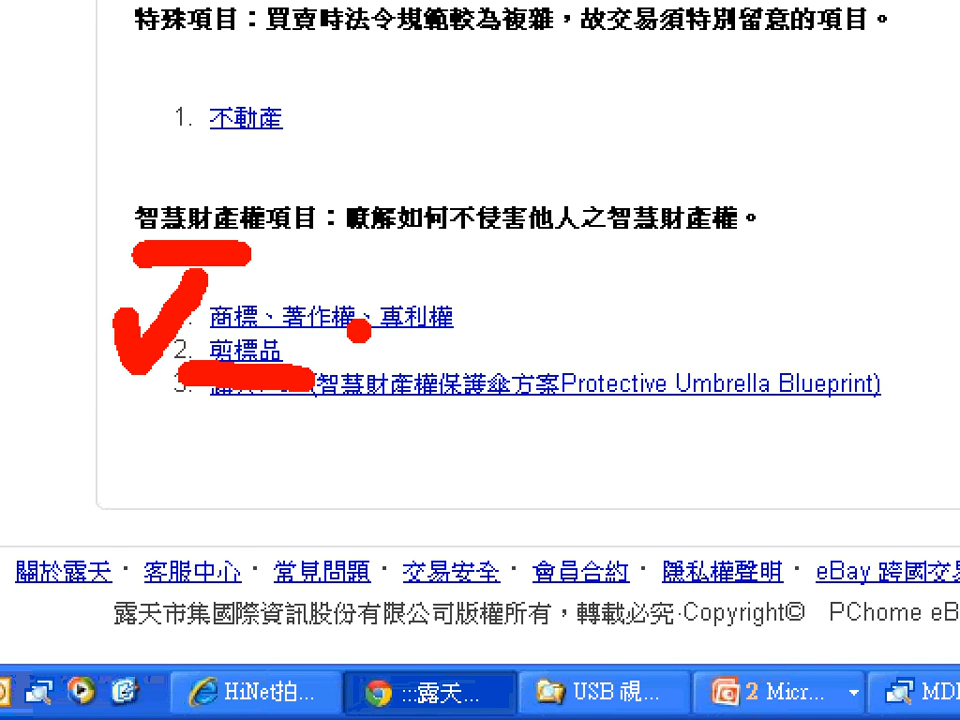 特殊項目：買賣時法令規範較為複雜，故交易須特別留意的項目。
1. 不動產
智慧財產權項目：瞭解如何不侵害他人之智慧財產權。
商標、著作權、專利權
2. 剪標品
3. (智慧財產權保護傘方案Protective Umbrella Blueprint)
關於露天 · 客服中心 · 常見問題 · 交易安全 · 會員合約 · 隱私權聲明 · eBay 跨國交易
露天市集國際資訊股份有限公司版權所有，轉載必究·Copyright© PChome eB
HiNet拍... :::露天... USB 視... 2 Micr... MDI